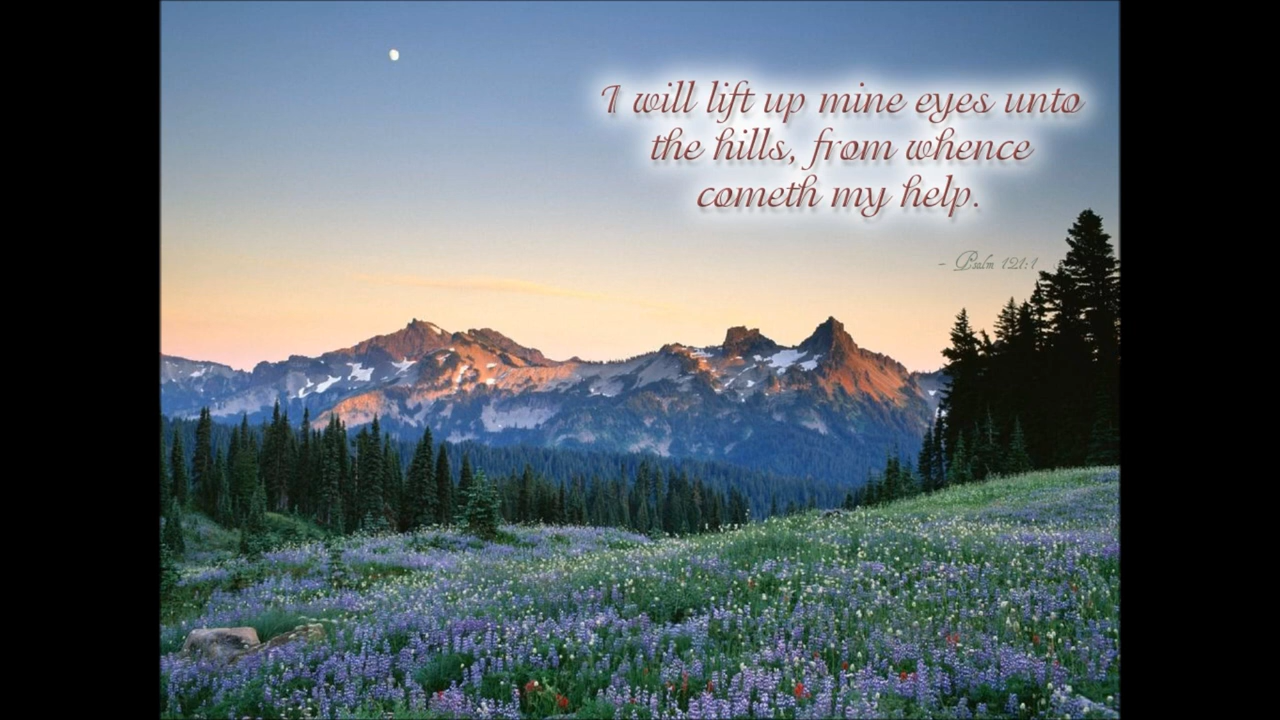 I will lift up mine eyes unto
the hills, from whence
cometh my help.
- Psalm 121:1